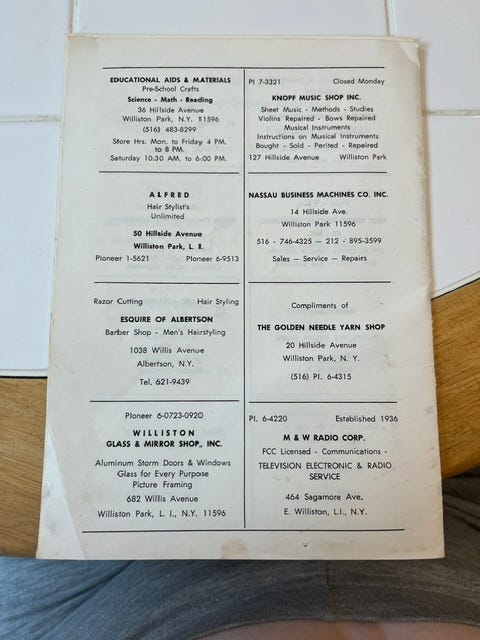 EDUCATIONAL AIDS & MATERIALS
Pre-School Crafts
Science - Math - Reading
36 Hillside Avenue
Williston Park, N.Y. 11596
(516) 483-8299
Store Hrs. Mon. to Friday 4 PM.
to 8 PM.
Saturday 10:30 AM. to 6:00 PM.
ALFRED
Hair Stylist's
Unlimited
50 Hillside Avenue
Williston Park, L. I.
Pioneer 1-5621 Pioneer 6-9513
Razor Cutting Hair Styling
ESQUIRE OF ALBERTSON
Barber Shop - Men's Hairstyling
1038 Willis Avenue
Albertson, N.Y.
Tel. 621-9439
Pioneer 6-0723-0920
WILLISTON
GLASS & MIRROR SHOP., INC.
Aluminum Storm Doors & Windows
Glass for Every Purpose
Picture Framing
682 Willis Avenue
Williston Park, L. I., N.Y. 11596
PI 7-3321 Closed Monday
KNOPF MUSIC SHOP INC.
Sheet Music - Methods - Studies
Violins Repaired - Bows Repaired
Musical Instruments
Instructions on Musical Instruments
Bought - Sold - Perited - Repaired
127 Hillside Avenue Williston Park
NASSAU BUSINESS MACHINES CO. INC.
14 Hillside Ave.
Williston Park 11596
516 - 746-4325 — 212 - 895-3599
Sales — Service — Repairs
Compliments of
THE GOLDEN NEEDLE YARN SHOP
20 Hillside Avenue
Williston Park, N. Y.
(516) PI. 6-4315
PI. 6-4220 Established 1936
M & W RADIO CORP.
FCC Licensed - Communications -
TELEVISION ELECTRONIC & RADIO
SERVICE
464 Sagamore Ave.
E. Williston, L.I., N.Y.